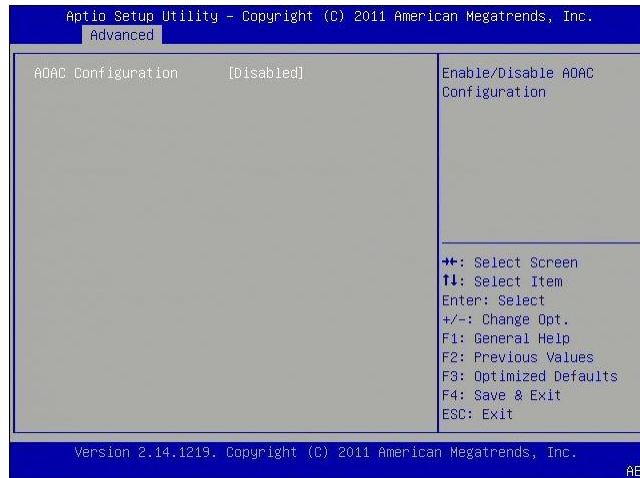 Aptio Setup Utility – Copyright (C) 2011 American Megatrends, Inc.
Advanced
AOAC Configuration [Disabled]
Enable/Disable AOAC
Configuration
→←: Select Screen
↑↓: Select Item
Enter: Select
+/-: Change Opt.
F1: General Help
F2: Previous Values
F3: Optimized Defaults
F4: Save & Exit
ESC: Exit
Version 2.14.1219. Copyright (C) 2011 American Megatrends, Inc.
AB